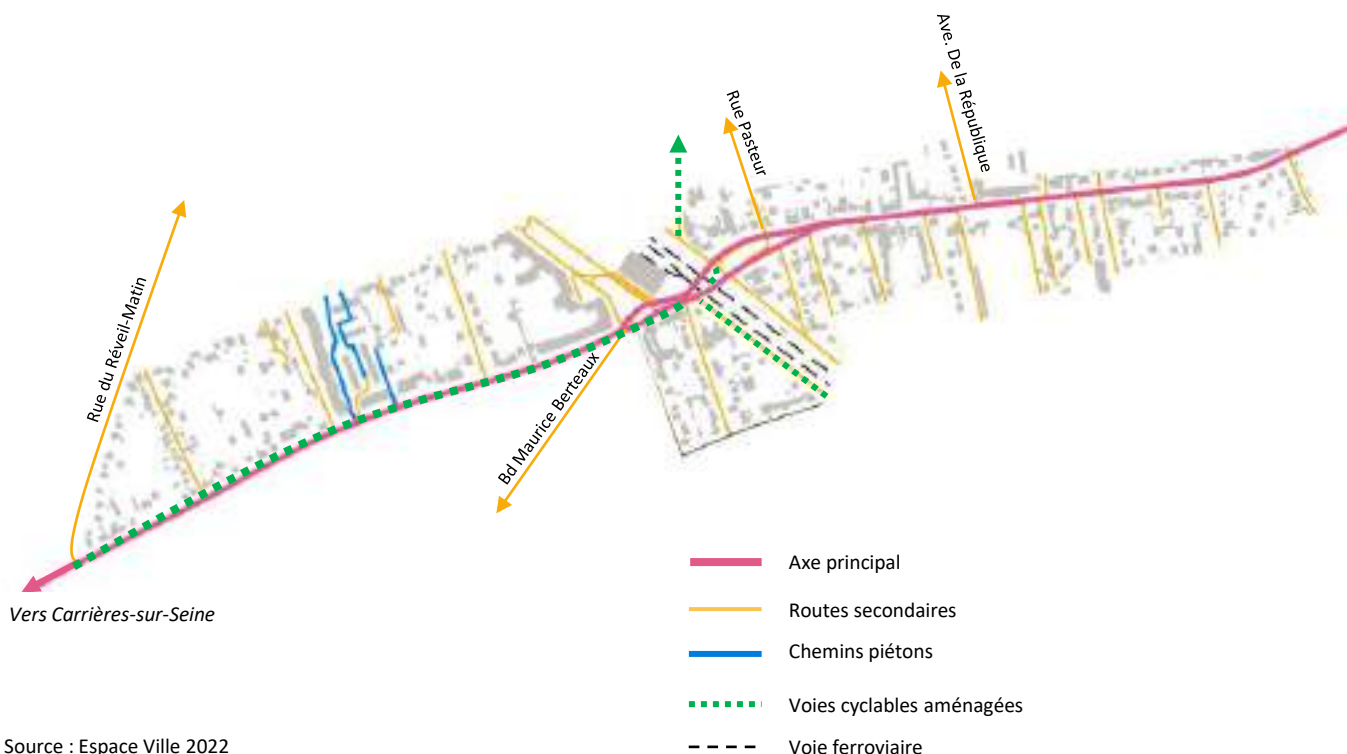 Ave. De la République
Rue Pasteur
Rue du Réveil-Matin
Bd Maurice Berteaux
Vers Carrières-sur-Seine
Axe principal
Routes secondaires
Chemins piétons
Voies cyclables aménagées
Voie ferroviaire
Source : Espace Ville 2022